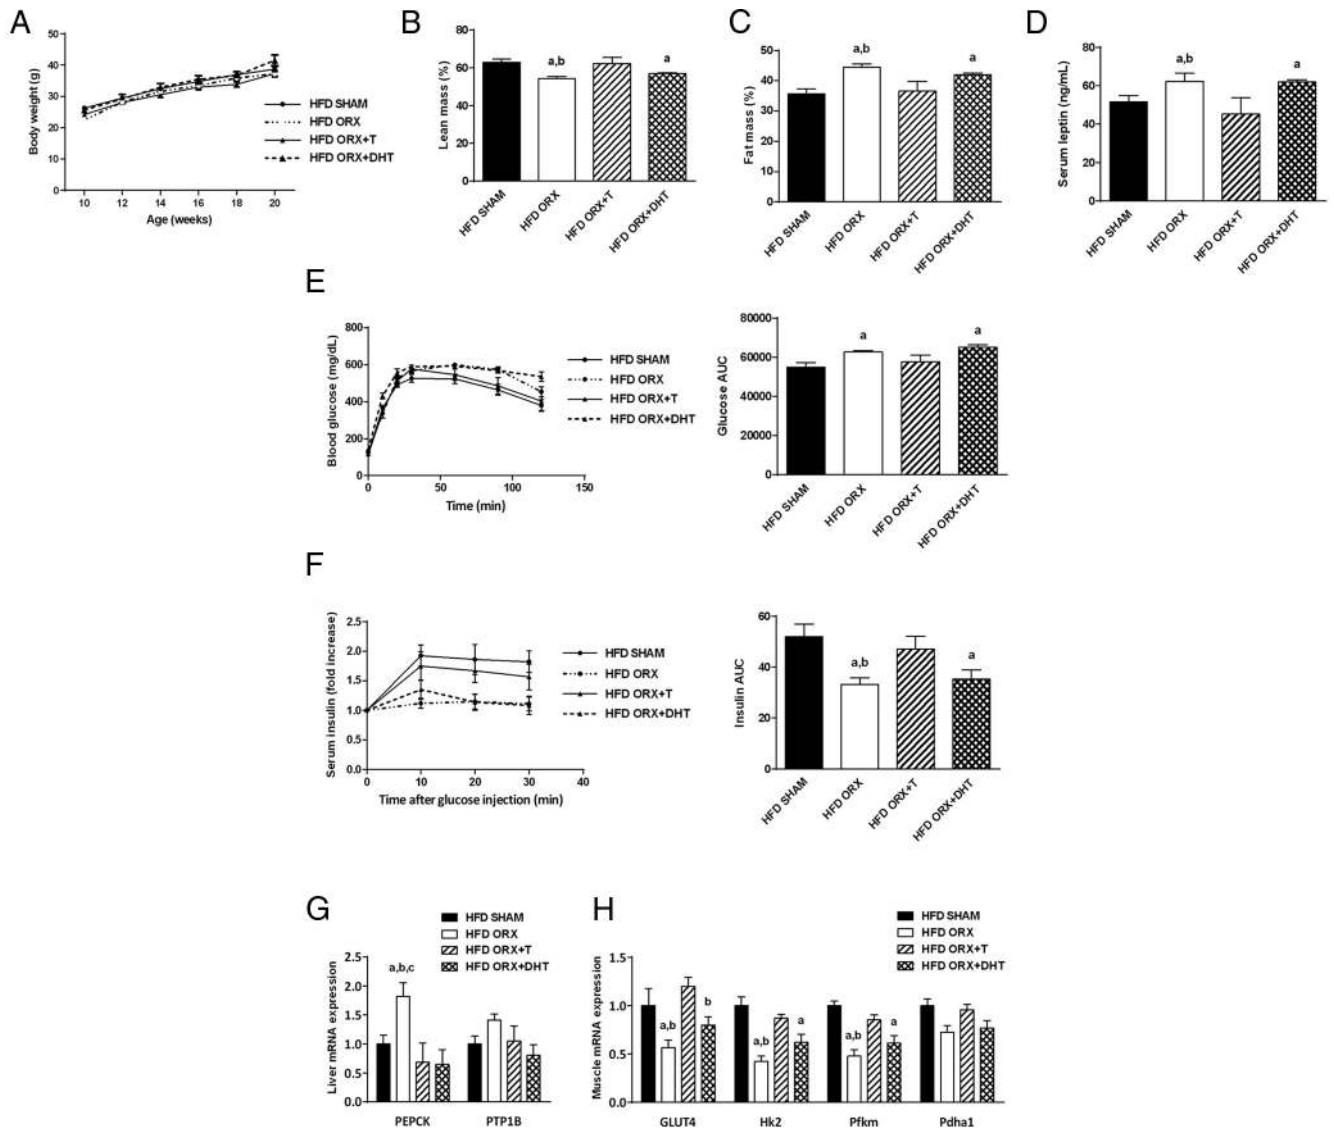 A
50
40
30
20
10
0
Body weight (g)
10 12 14 16 18 20
Age (weeks)
HFD SHAM
HFD ORX
HFD ORX+T
HFD ORX+DHT
B
80
60
40
20
0
Lean mass (%)
a,b
a
HFD SHAM
HFD ORX
HFD ORX+T
HFD ORX+DHT
C
50
40
30
20
10
0
Fat mass (%)
a,b
a
HFD SHAM
HFD ORX
HFD ORX+T
HFD ORX+DHT
D
80
60
40
20
0
Serum leptin (ng/mL)
a,b
a
HFD SHAM
HFD ORX
HFD ORX+T
HFD ORX+DHT
E
800
600
400
200
0
Blood glucose (mg/dL)
0 50 100 150
Time (min)
HFD SHAM
HFD ORX
HFD ORX+T
HFD ORX+DHT
80000
60000
40000
20000
0
Glucose AUC
a
a
HFD SHAM
HFD ORX
HFD ORX+T
HFD ORX+DHT
F
2.5
2.0
1.5
1.0
0.5
0.0
Serum insulin (fold increase)
0 10 20 30 40
Time after glucose injection (min)
HFD SHAM
HFD ORX
HFD ORX+T
HFD ORX+DHT
60
40
20
0
Insulin AUC
a,b
a
HFD SHAM
HFD ORX
HFD ORX+T
HFD ORX+DHT
G
HFD SHAM
HFD ORX
HFD ORX+T
HFD ORX+DHT
2.5
2.0
1.5
1.0
0.5
0.0
Liver mRNA expression
a,b,c
PEPCK PTP1B
H
HFD SHAM
HFD ORX
HFD ORX+T
HFD ORX+DHT
1.5
1.0
0.5
0.0
Muscle mRNA expression
a,b
b
a,b
a
a,b
a
GLUT4 Hk2 Pfkm Pdha1